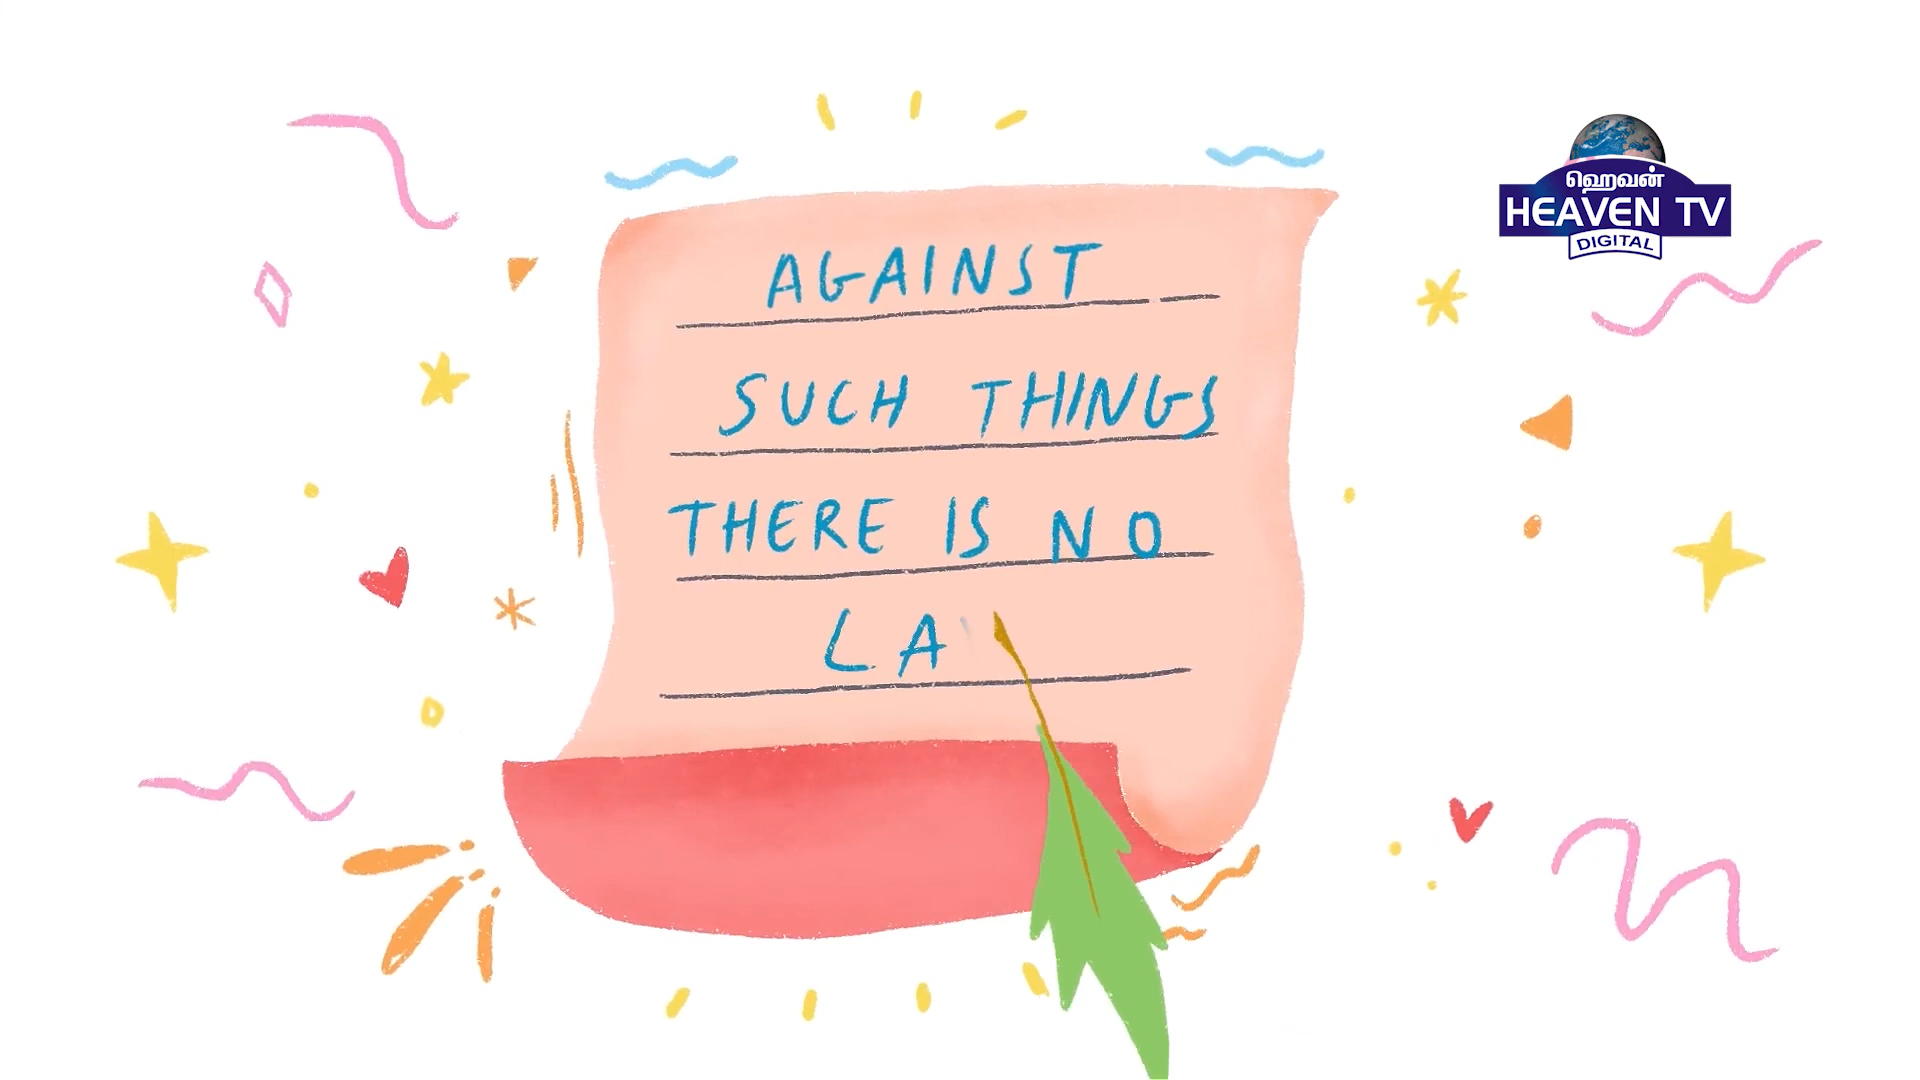 AGAINST
SUCH THINGS
THERE IS NO
LA
ஹெவன்
HEAVEN TV
DIGITAL